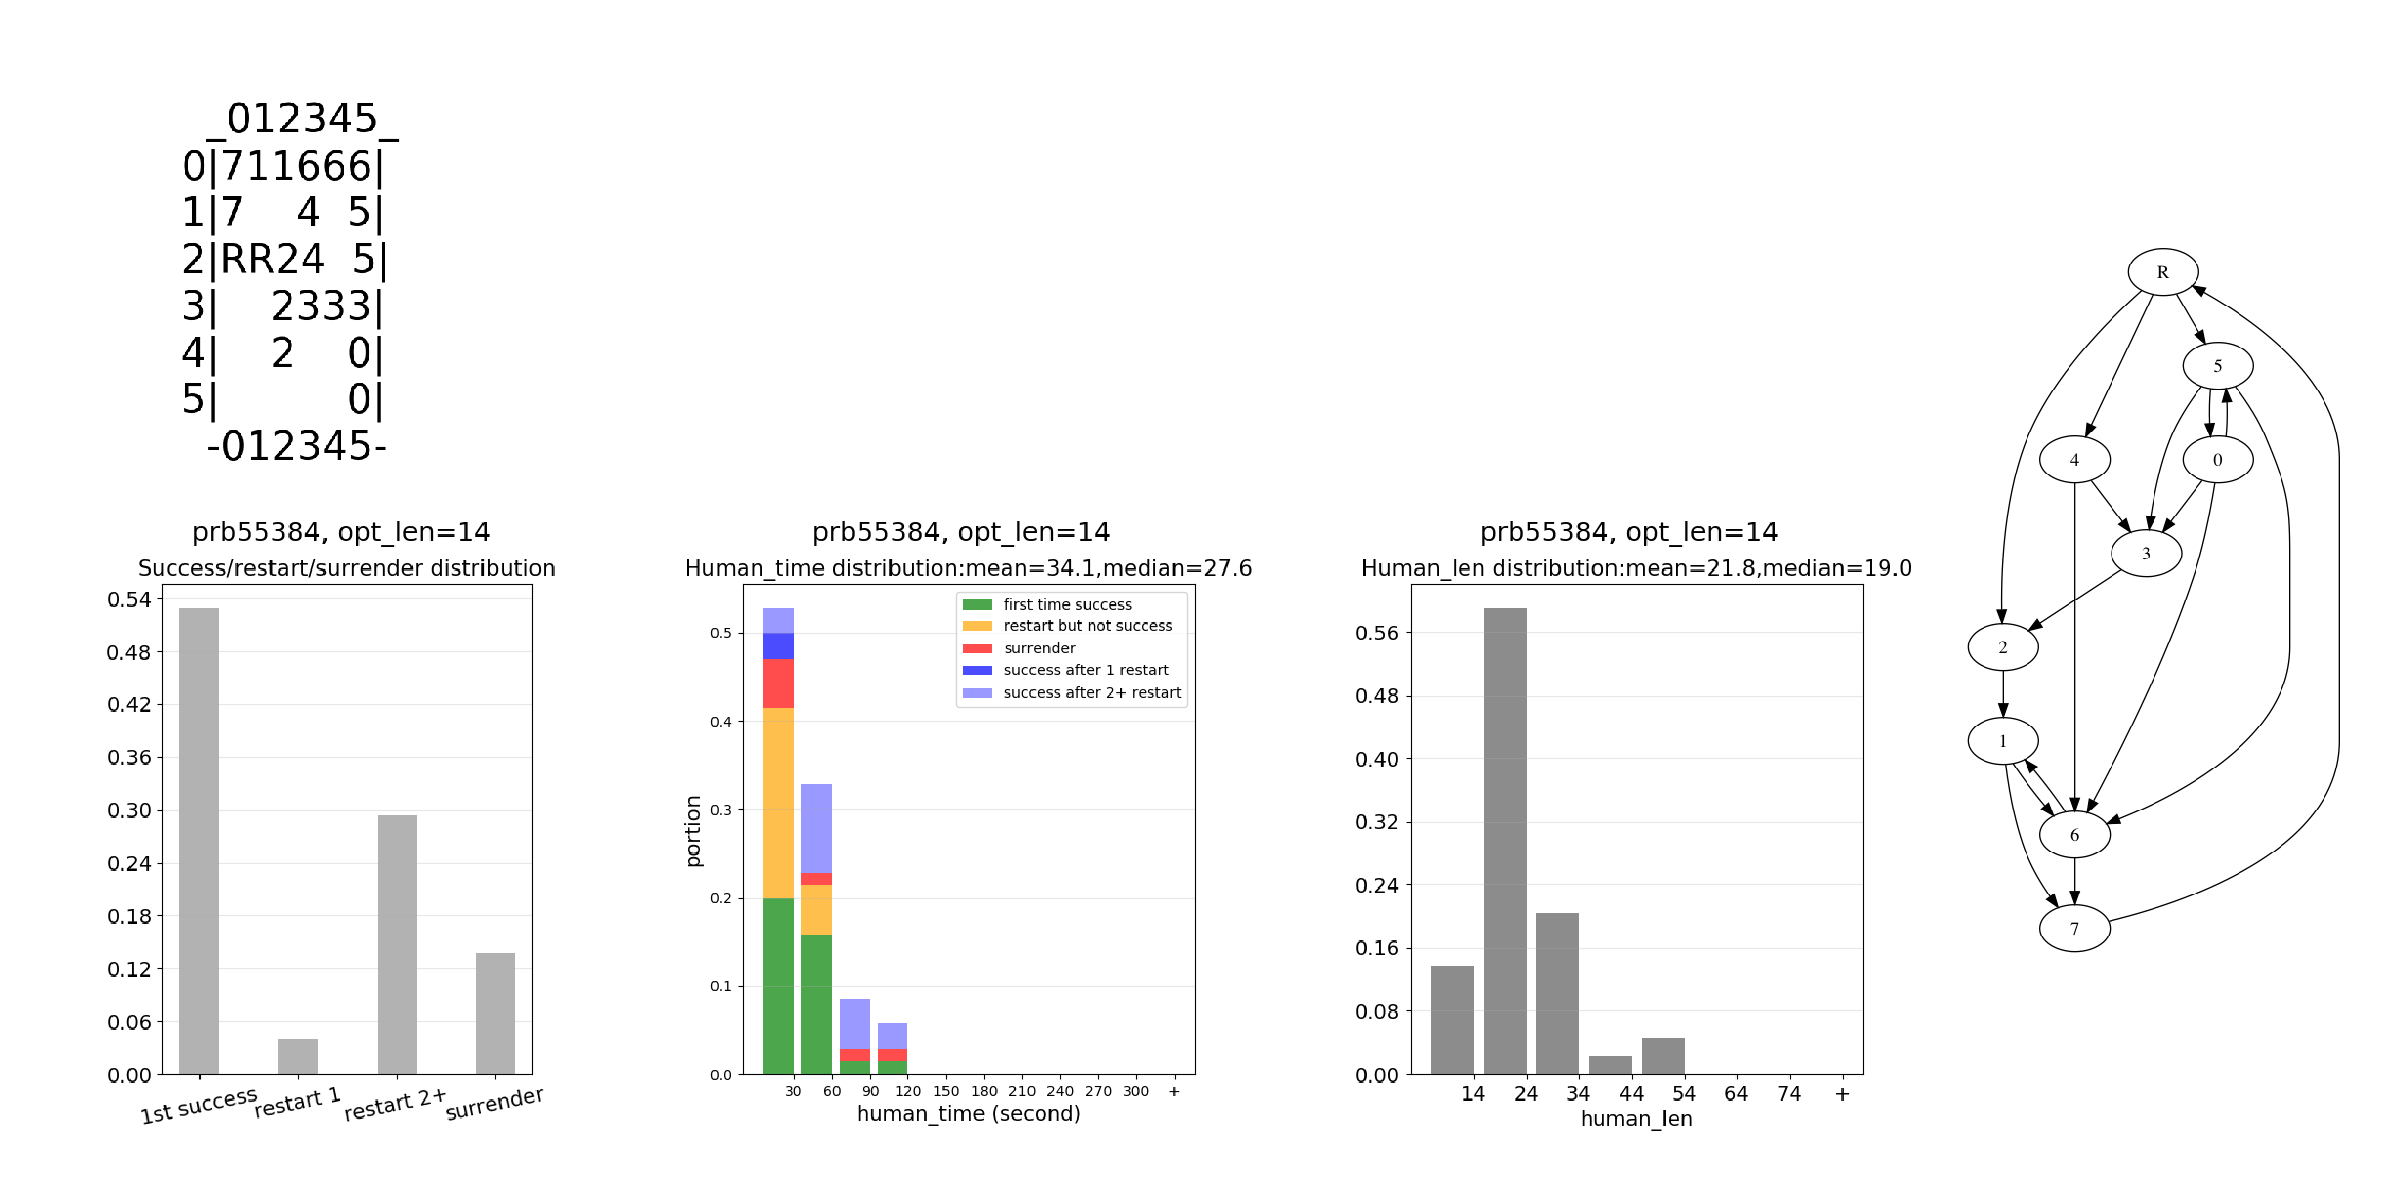 _012345_
0|711666|
1|7    4  5|
2|RR24  5|
3|    2333|
4|    2    0|
5|          0|
-012345-
prb55384, opt_len=14
Success/restart/surrender distribution
0.54
0.48
0.42
0.36
0.30
0.24
0.18
0.12
0.06
0.00
1st success restart 1 restart 2+ surrender
prb55384, opt_len=14
Human_time distribution:mean=34.1,median=27.6
first time success
restart but not success
surrender
success after 1 restart
success after 2+ restart
portion
0.5
0.4
0.3
0.2
0.1
0.0
30 60 90 120 150 180 210 240 270 300 +
human_time (second)
prb55384, opt_len=14
Human_len distribution:mean=21.8,median=19.0
0.56
0.48
0.40
0.32
0.24
0.16
0.08
0.00
14 24 34 44 54 64 74 +
human_len
R
5
4 0
3
2
1
6
7